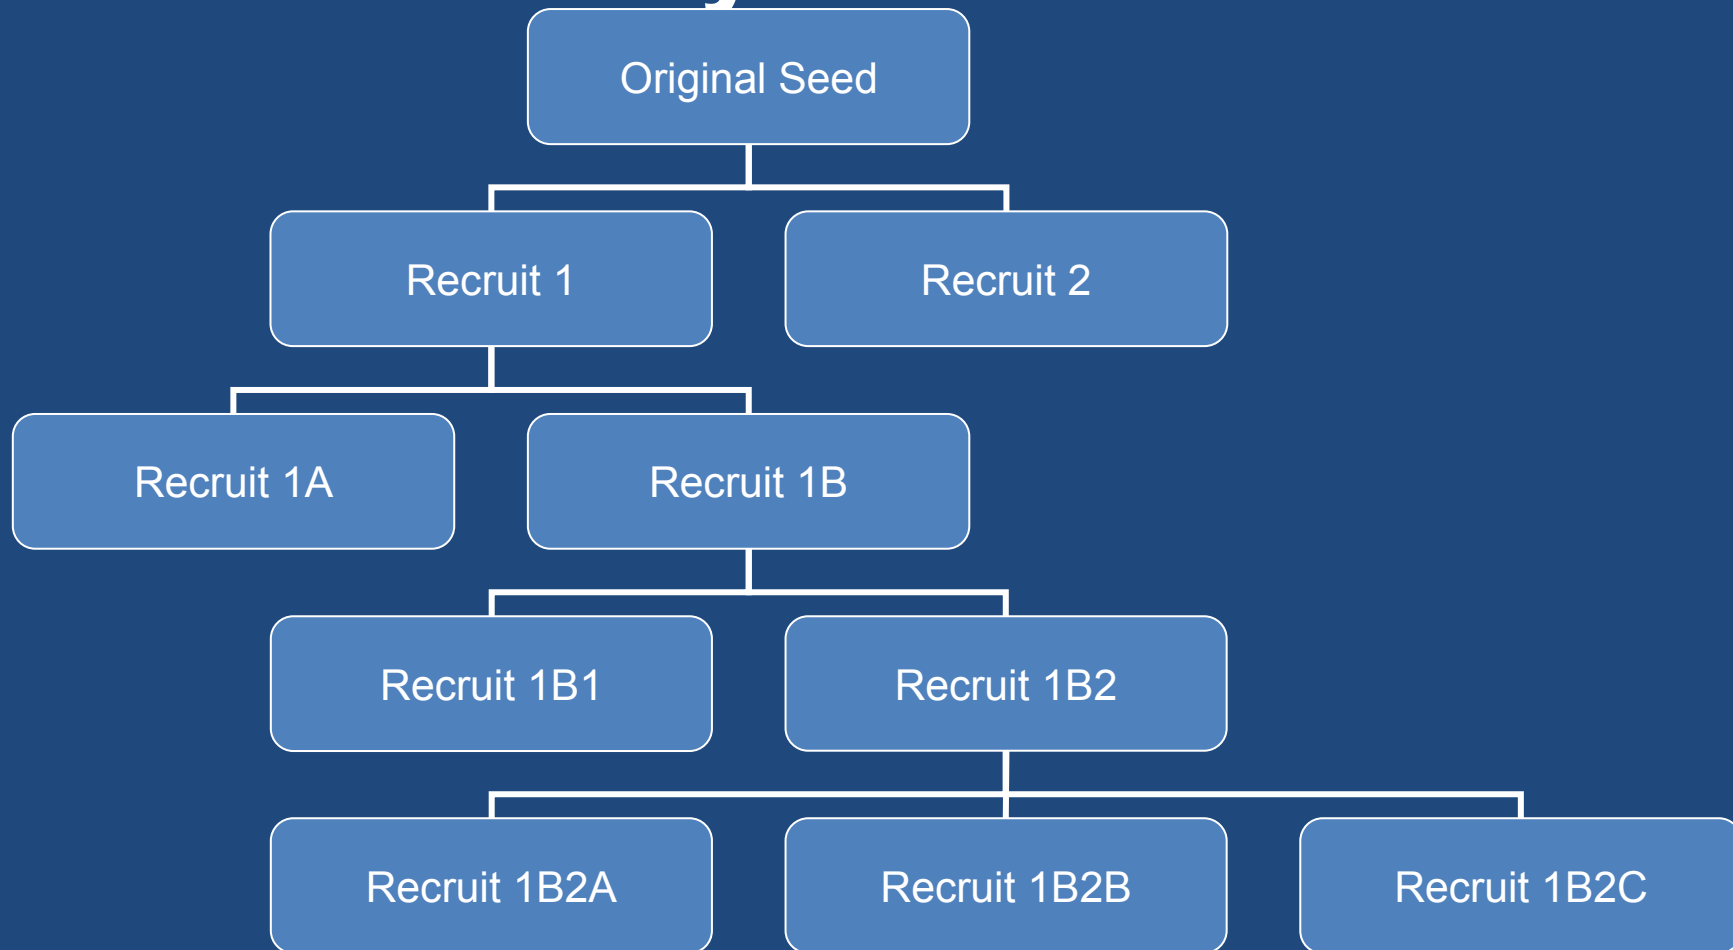 Original Seed
Recruit 1
Recruit 2
Recruit 1A
Recruit 1B
Recruit 1B1
Recruit 1B2
Recruit 1B2A
Recruit 1B2B
Recruit 1B2C